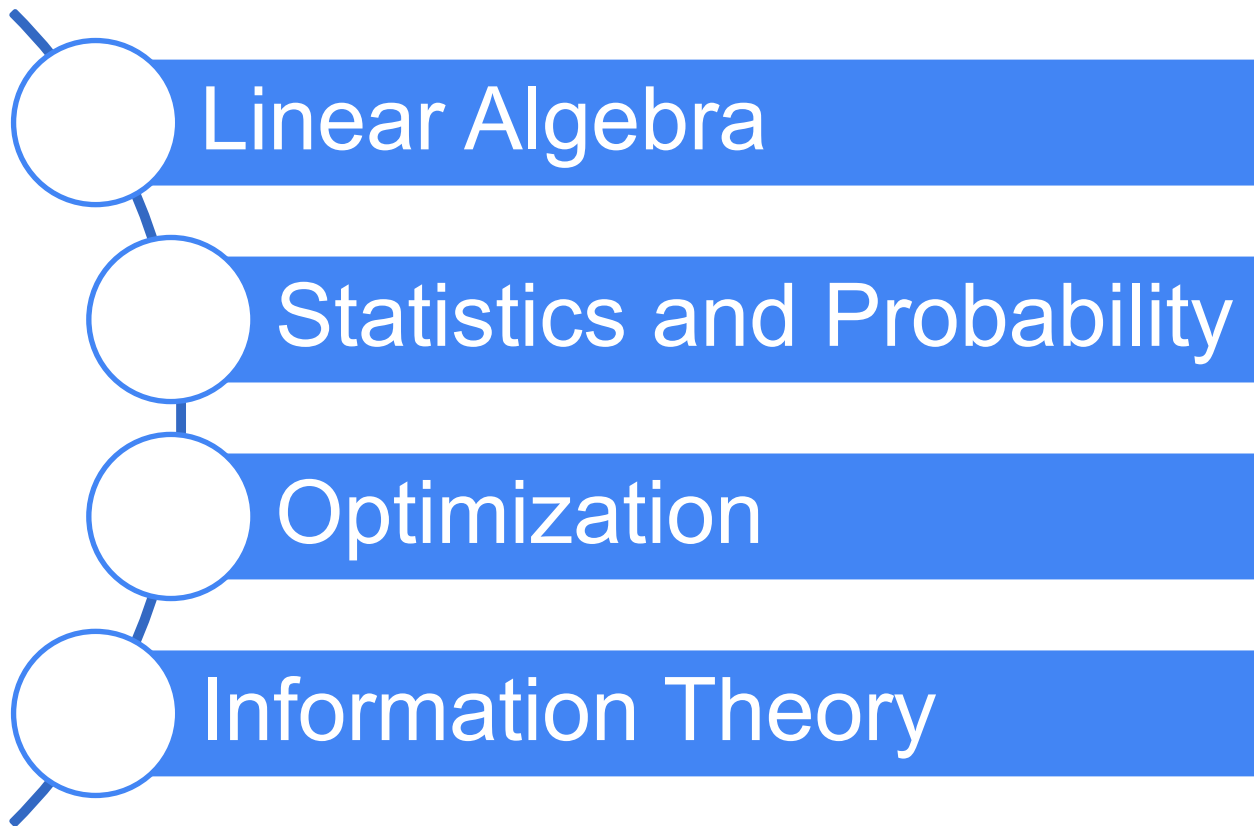 Linear Algebra
Statistics and Probability
Optimization
Information Theory